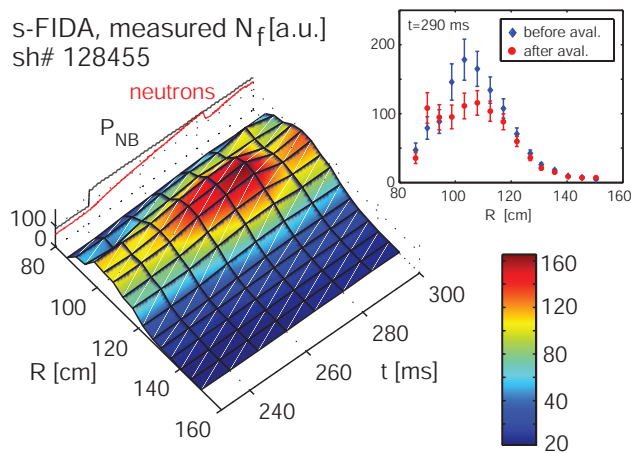 s-FIDA, measured N_f [a.u.]
sh# 128455
neutrons
P_NB
100
0
80
100
120
140
160
R [cm]
240
260
280
300
t [ms]
t=290 ms
before aval.
after aval.
200
100
0
80 100 120 140 160
R [cm]
160
120
80
40
20